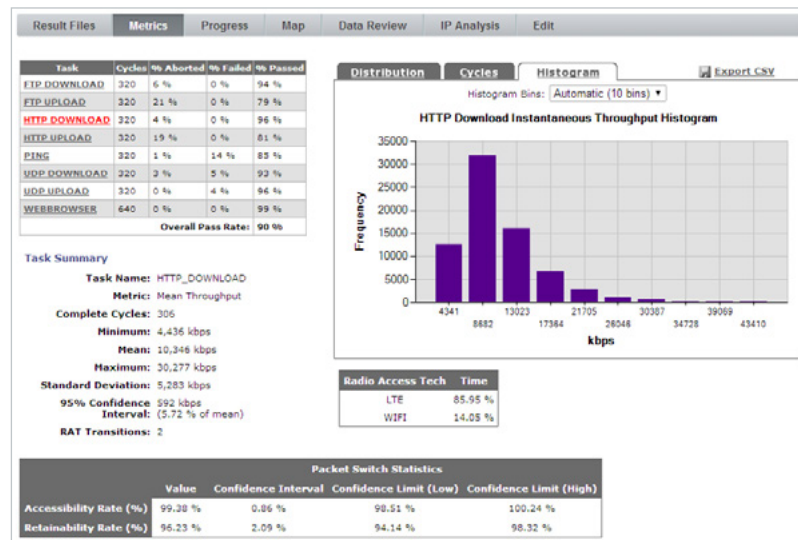 Result Files Metrics Progress Map Data Review IP Analysis Edit
Task Cycles % Aborted % Failed % Passed
FTP DOWNLOAD 320 6 % 0 % 94 %
FTP UPLOAD 320 21 % 0 % 79 %
HTTP DOWNLOAD 320 4 % 0 % 96 %
HTTP UPLOAD 320 19 % 0 % 81 %
PING 320 1 % 14 % 85 %
UDP DOWNLOAD 320 3 % 5 % 93 %
UDP UPLOAD 320 0 % 4 % 96 %
WEBBROWSER 640 0 % 0 % 99 %
Overall Pass Rate: 90 %
Task Summary
Task Name: HTTP_DOWNLOAD
Metric: Mean Throughput
Complete Cycles: 306
Minimum: 4,436 kbps
Mean: 10,346 kbps
Maximum: 30,277 kbps
Standard Deviation: 5,283 kbps
95% Confidence 592 kbps
Interval: (5.72 % of mean)
RAT Transitions: 2
Distribution Cycles Histogram Export CSV
Histogram Bins: Automatic (10 bins)
HTTP Download Instantaneous Throughput Histogram
Frequency
35000
30000
25000
20000
15000
10000
5000
0
4341 13023 21705 30387 39069
8682 17364 26046 34728 43410
kbps
Radio Access Tech Time
LTE 85.95 %
WIFI 14.05 %
Packet Switch Statistics
Value Confidence Interval Confidence Limit (Low) Confidence Limit (High)
Accessibility Rate (%) 99.38 % 0.86 % 98.51 % 100.24 %
Retainability Rate (%) 96.23 % 2.09 % 94.14 % 98.32 %